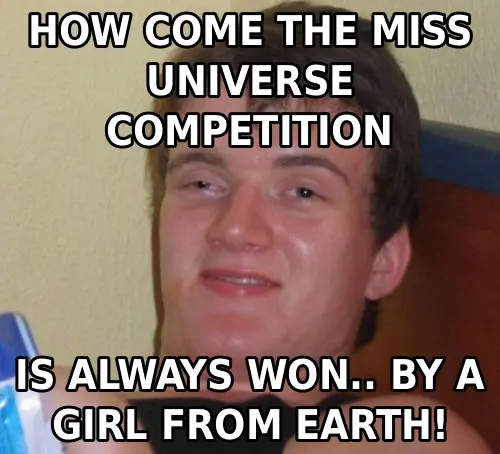 HOW COME THE MISS
UNIVERSE
COMPETITION
IS ALWAYS WON.. BY A
GIRL FROM EARTH!